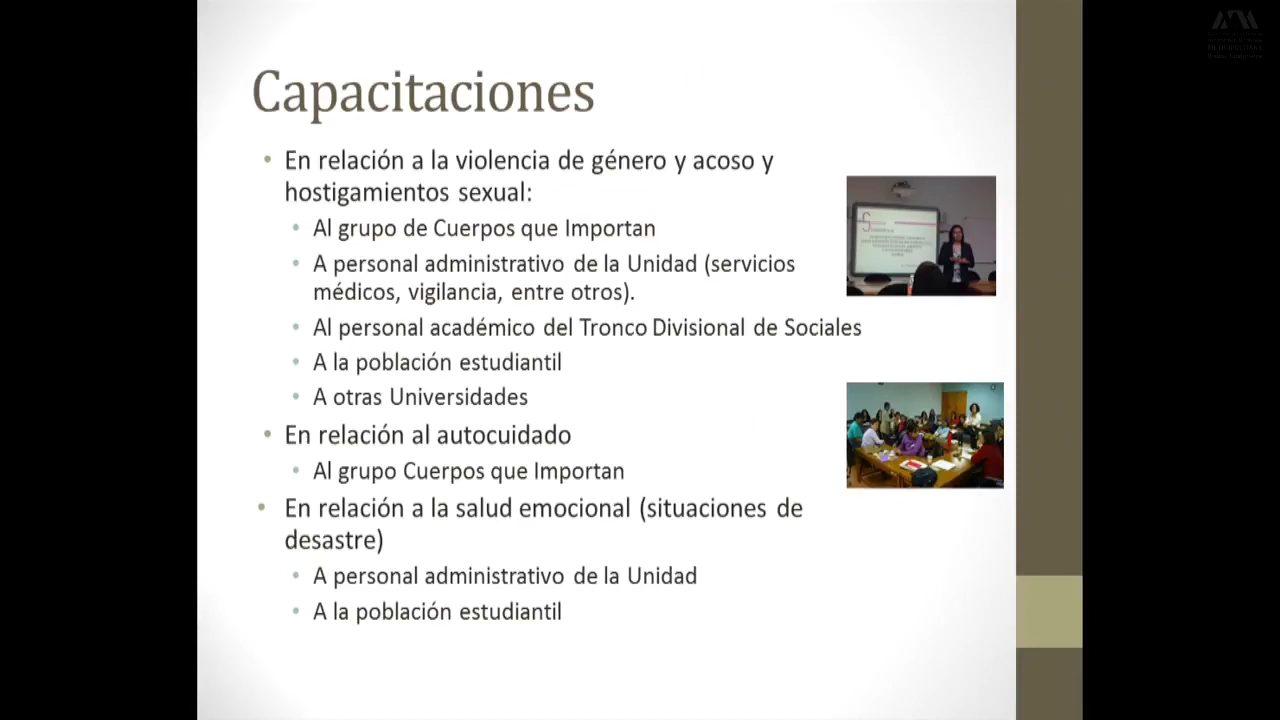 Capacitaciones
• En relación a la violencia de género y acoso y
hostigamientos sexual:
• Al grupo de Cuerpos que Importan
• A personal administrativo de la Unidad (servicios
médicos, vigilancia, entre otros).
• Al personal académico del Tronco Divisional de Sociales
• A la población estudiantil
• A otras Universidades
• En relación al autocuidado
• Al grupo Cuerpos que Importan
• En relación a la salud emocional (situaciones de
desastre)
• A personal administrativo de la Unidad
• A la población estudiantil
METROPOLITANA